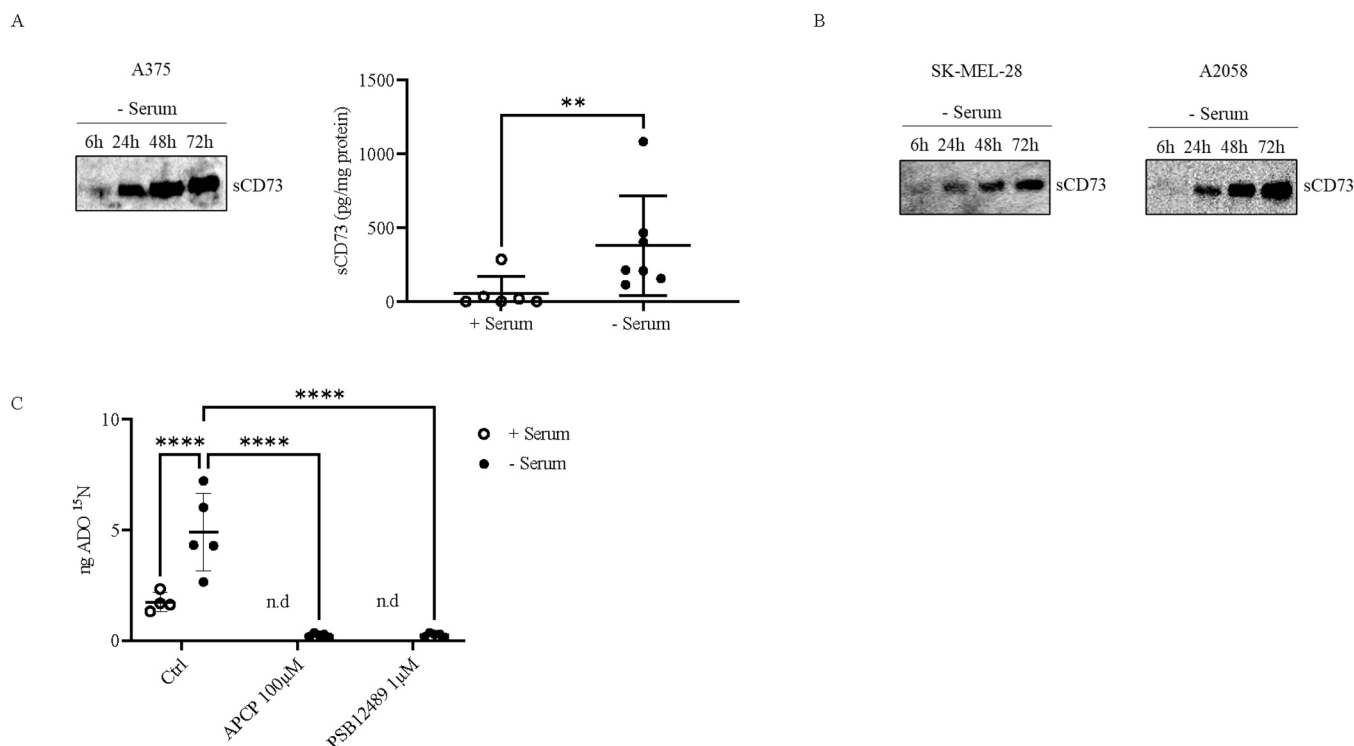 A
A375
- Serum
6h 24h 48h 72h
sCD73
sCD73 (pg/mg protein)
1500
1000
500
0
**
+ Serum
- Serum
B
SK-MEL-28
- Serum
6h 24h 48h 72h
sCD73
A2058
- Serum
6h 24h 48h 72h
sCD73
C
ng ADO ¹⁵N
10
5
0
****
****
****
n.d
n.d
Ctrl
APCP 100µM
PSB12489 1µM
+ Serum
- Serum